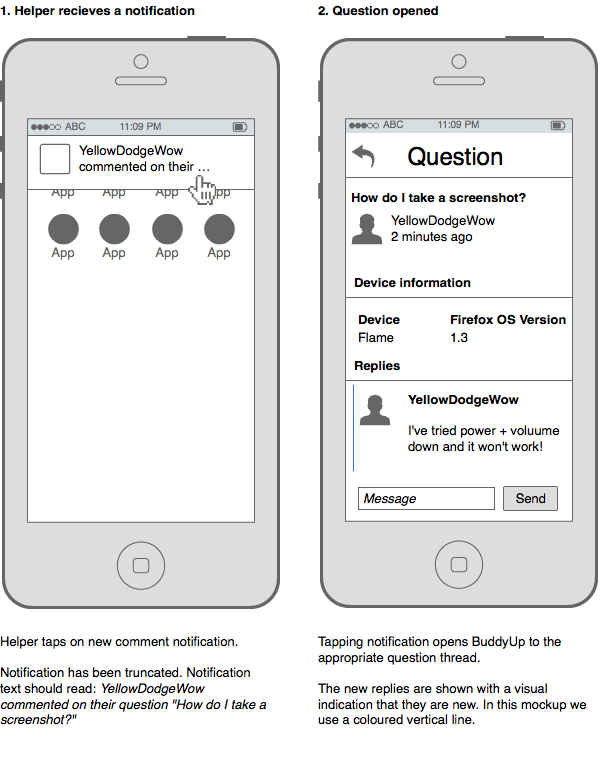 1. Helper recieves a notification
ABC 11:09 PM
YellowDodgeWow
commented on their ...
App App App App
App App App App
Helper taps on new comment notification.
Notification has been truncated. Notification
text should read: YellowDodgeWow
commented on their question "How do I take a
screenshot?"
2. Question opened
ABC 11:09 PM
Question
How do I take a screenshot?
YellowDodgeWow
2 minutes ago
Device information
Device Firefox OS Version
Flame 1.3
Replies
YellowDodgeWow
I've tried power + voluume
down and it won't work!
Message Send
Tapping notification opens BuddyUp to the
appropriate question thread.
The new replies are shown with a visual
indication that they are new. In this mockup we
use a coloured vertical line.